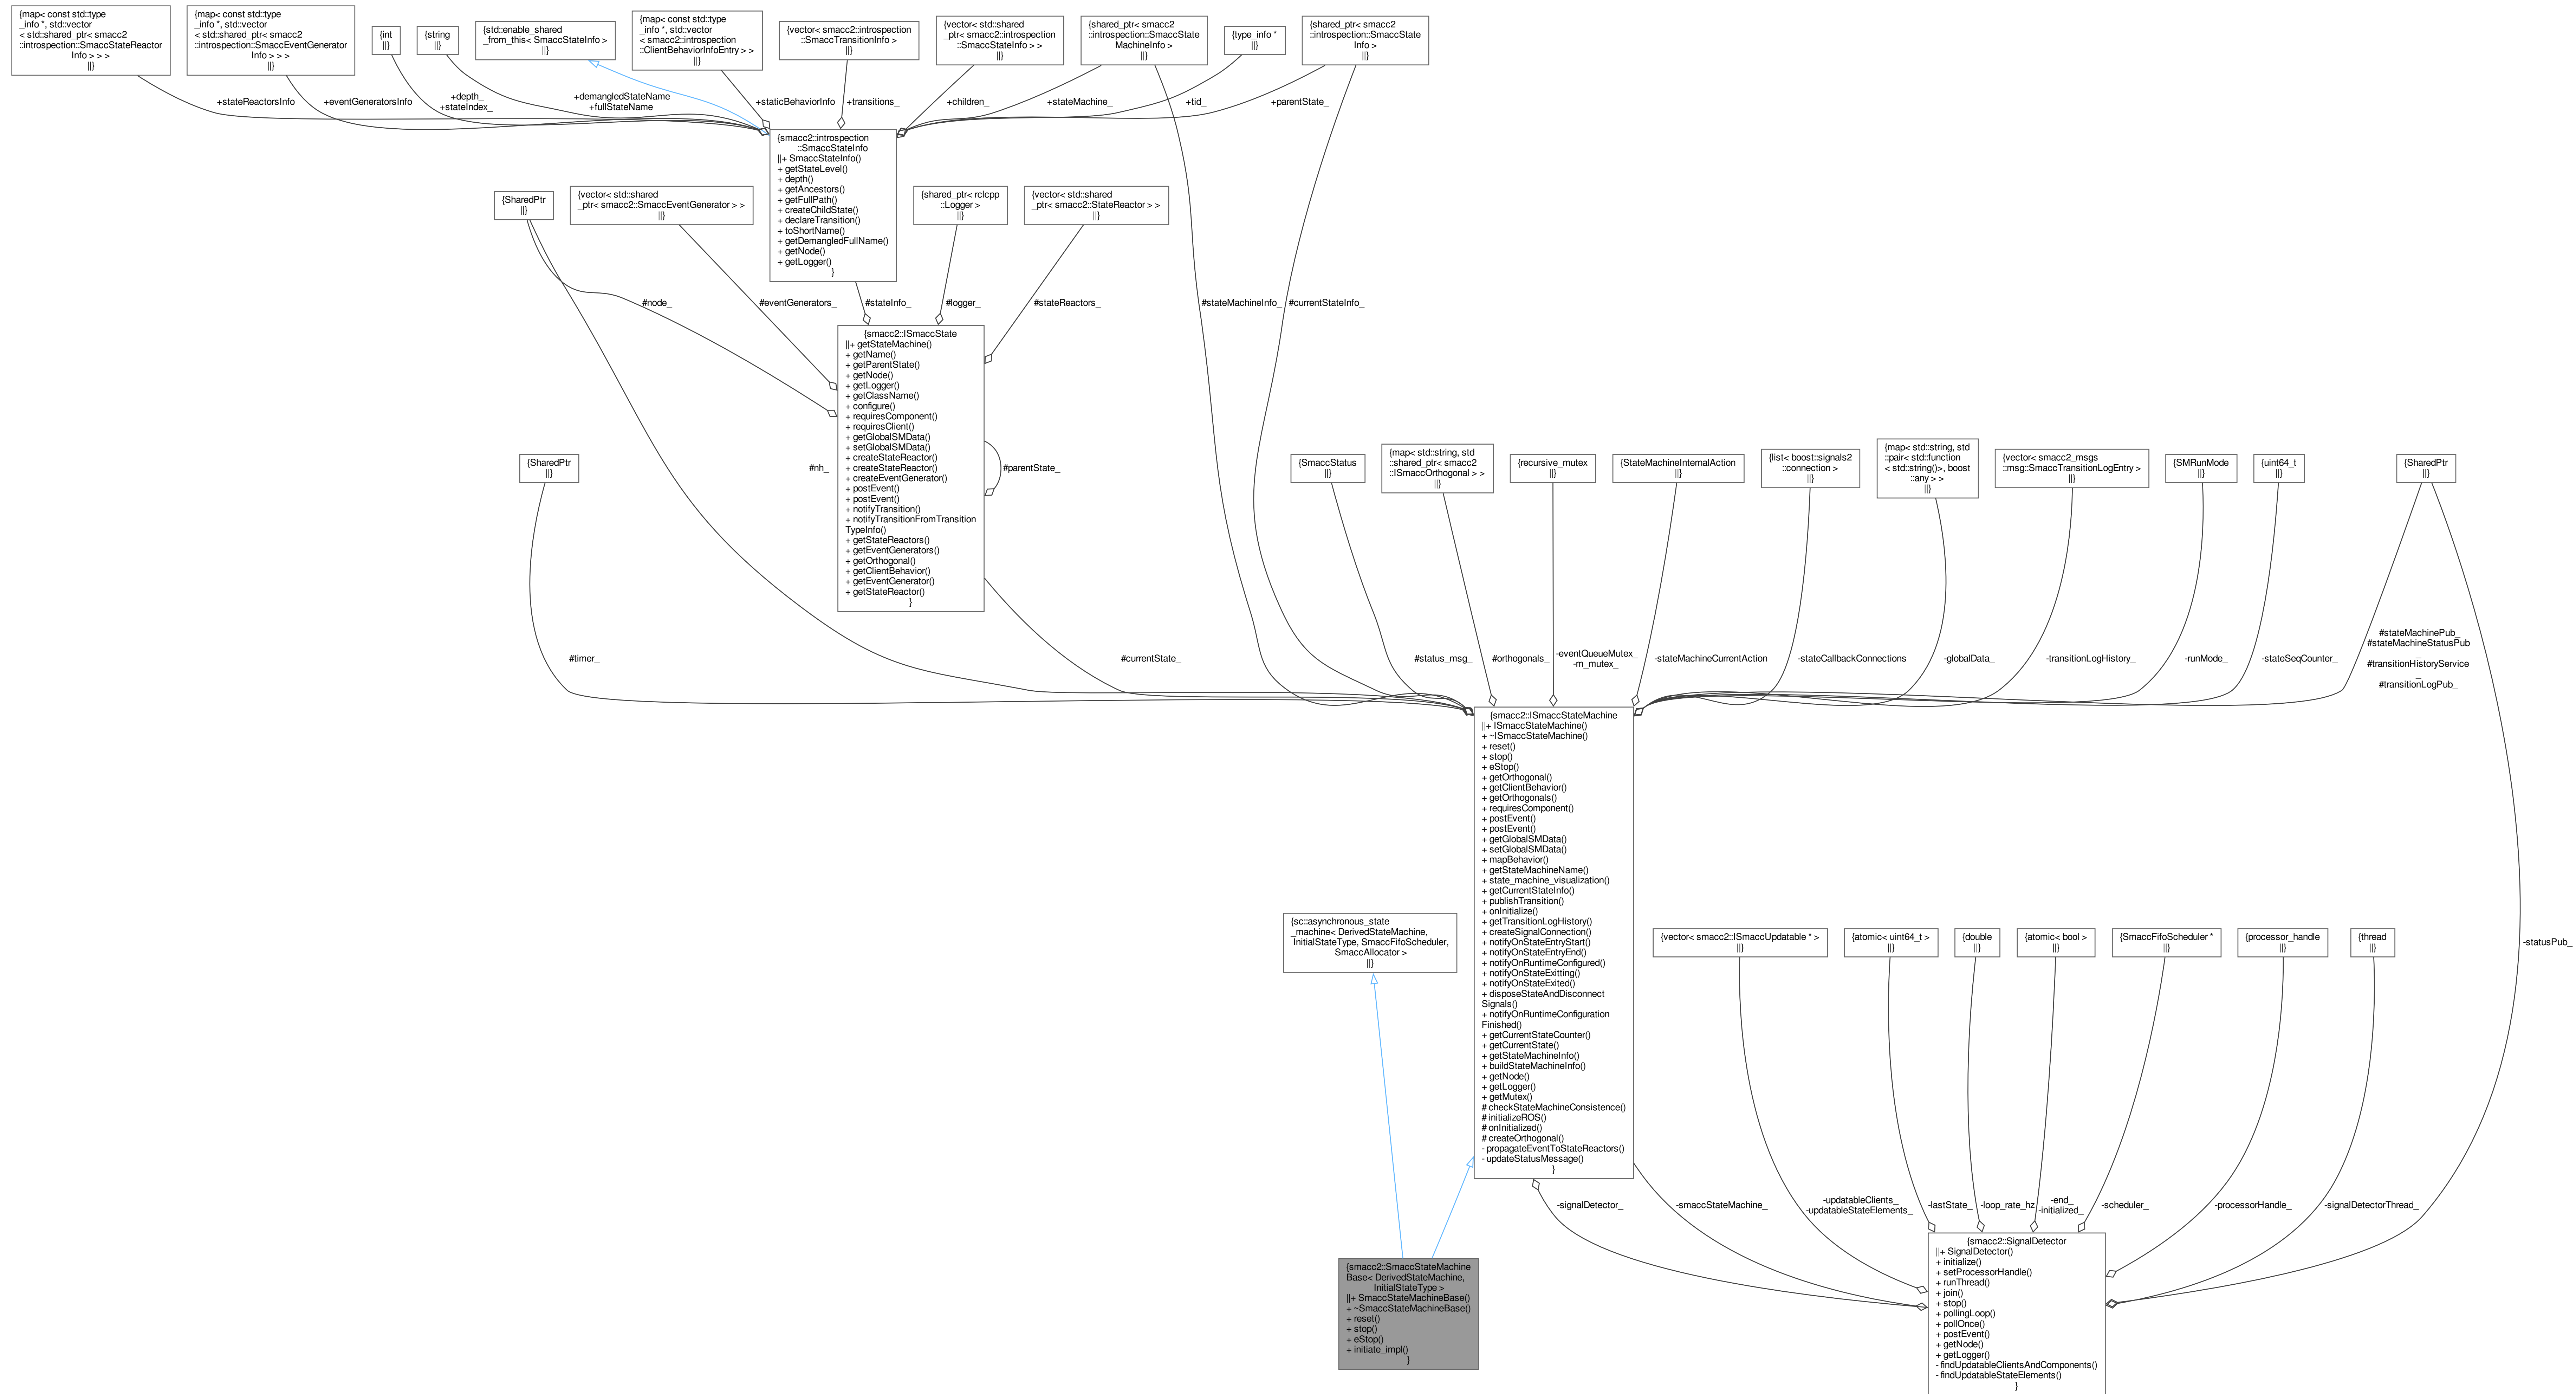 {map< const std::type
_info *, std::vector
< std::shared_ptr< smacc2
::introspection::SmaccStateReactor
Info > > >
||}
{map< const std::type
_info *, std::vector
< std::shared_ptr< smacc2
::introspection::SmaccEventGenerator
Info > > >
||}
{int
||}
{string
||}
{std::enable_shared
_from_this< SmaccStateInfo >
||}
{map< const std::type
_info *, std::vector
< smacc2::introspection
::ClientBehaviorInfoEntry > >
||}
{vector< smacc2::introspection
::SmaccTransitionInfo >
||}
{vector< std::shared
_ptr< smacc2::introspection
::SmaccStateInfo > >
||}
{shared_ptr< smacc2
::introspection::SmaccState
MachineInfo >
||}
{type_info *
||}
{shared_ptr< smacc2
::introspection::SmaccState
Info >
||}
+stateReactorsInfo
+eventGeneratorsInfo
+depth_
+stateIndex_
+demangledStateName
+fullStateName
+staticBehaviorInfo
+transitions_
+children_
+stateMachine_
+tid_
+parentState_
{smacc2::introspection
::SmaccStateInfo
||+ SmaccStateInfo()
+ getStateLevel()
+ depth()
+ getAncestors()
+ getFullPath()
+ createChildState()
+ declareTransition()
+ toShortName()
+ getDemangledFullName()
+ getNode()
+ getLogger()
}
{SharedPtr
||}
{vector< std::shared
_ptr< smacc2::SmaccEventGenerator > >
||}
{shared_ptr< rclcpp
::Logger >
||}
{vector< std::shared
_ptr< smacc2::StateReactor > >
||}
#node_
#eventGenerators_
#stateInfo_
#logger_
#stateReactors_
#stateMachineInfo_
#currentStateInfo_
{smacc2::ISmaccState
||+ getStateMachine()
+ getName()
+ getParentState()
+ getNode()
+ getLogger()
+ getClassName()
+ configure()
+ requiresComponent()
+ requiresClient()
+ getGlobalSMData()
+ setGlobalSMData()
+ createStateReactor()
+ createStateReactor()
+ createEventGenerator()
+ postEvent()
+ postEvent()
+ notifyTransition()
+ notifyTransitionFromTransition
TypeInfo()
+ getStateReactors()
+ getEventGenerators()
+ getOrthogonal()
+ getClientBehavior()
+ getEventGenerator()
+ getStateReactor()
}
#parentState_
#nh_
{SharedPtr
||}
{SmaccStatus
||}
{map< std::string, std
::shared_ptr< smacc2
::ISmaccOrthogonal > >
||}
{recursive_mutex
||}
{StateMachineInternalAction
||}
{list< boost::signals2
::connection >
||}
{map< std::string, std
::pair< std::function
< std::string()>, boost
::any > >
||}
{vector< smacc2_msgs
::msg::SmaccTransitionLogEntry >
||}
{SMRunMode
||}
{uint64_t
||}
{SharedPtr
||}
#timer_
#currentState_
#status_msg_
#orthogonals_
-eventQueueMutex_
-m_mutex_
-stateMachineCurrentAction
-stateCallbackConnections
-globalData_
-transitionLogHistory_
-runMode_
-stateSeqCounter_
#stateMachinePub_
#stateMachineStatusPub
_
#transitionHistoryService
_
#transitionLogPub_
{smacc2::ISmaccStateMachine
||+ ISmaccStateMachine()
+ ~ISmaccStateMachine()
+ reset()
+ stop()
+ eStop()
+ getOrthogonal()
+ getClientBehavior()
+ getOrthogonals()
+ requiresComponent()
+ postEvent()
+ postEvent()
+ getGlobalSMData()
+ setGlobalSMData()
+ mapBehavior()
+ getStateMachineName()
+ state_machine_visualization()
+ getCurrentStateInfo()
+ publishTransition()
+ onInitialize()
+ getTransitionLogHistory()
+ createSignalConnection()
+ notifyOnStateEntryStart()
+ notifyOnStateEntryEnd()
+ notifyOnRuntimeConfigured()
+ notifyOnStateExitting()
+ notifyOnStateExited()
+ disposeStateAndDisconnect
Signals()
+ notifyOnRuntimeConfiguration
Finished()
+ getCurrentStateCounter()
+ getCurrentState()
+ getStateMachineInfo()
+ buildStateMachineInfo()
+ getNode()
+ getLogger()
+ getMutex()
# checkStateMachineConsistence()
# initializeROS()
# onInitialized()
# createOrthogonal()
- propagateEventToStateReactors()
- updateStatusMessage()
}
{sc::asynchronous_state
_machine< DerivedStateMachine,
InitialStateType, SmaccFifoScheduler,
SmaccAllocator >
||}
{vector< smacc2::ISmaccUpdatable * >
||}
{atomic< uint64_t >
||}
{double
||}
{atomic< bool >
||}
{SmaccFifoScheduler *
||}
{processor_handle
||}
{thread
||}
-statusPub_
-signalDetector_
-smaccStateMachine_
-updatableClients_
-updatableStateElements_
-lastState_
-loop_rate_hz
-end_
-initialized_
-scheduler_
-processorHandle_
-signalDetectorThread_
{smacc2::SmaccStateMachine
Base< DerivedStateMachine,
InitialStateType >
||+ SmaccStateMachineBase()
+ ~SmaccStateMachineBase()
+ reset()
+ stop()
+ eStop()
+ initiate_impl()
}
{smacc2::SignalDetector
||+ SignalDetector()
+ initialize()
+ setProcessorHandle()
+ runThread()
+ join()
+ stop()
+ pollingLoop()
+ pollOnce()
+ postEvent()
+ getNode()
+ getLogger()
- findUpdatableClientsAndComponents()
- findUpdatableStateElements()
}